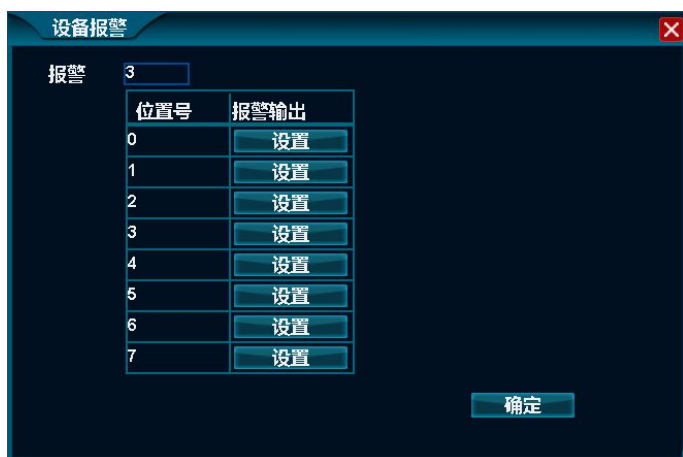 设备报警
报警 3
位置号 报警输出
0 设置
1 设置
2 设置
3 设置
4 设置
5 设置
6 设置
7 设置
确定